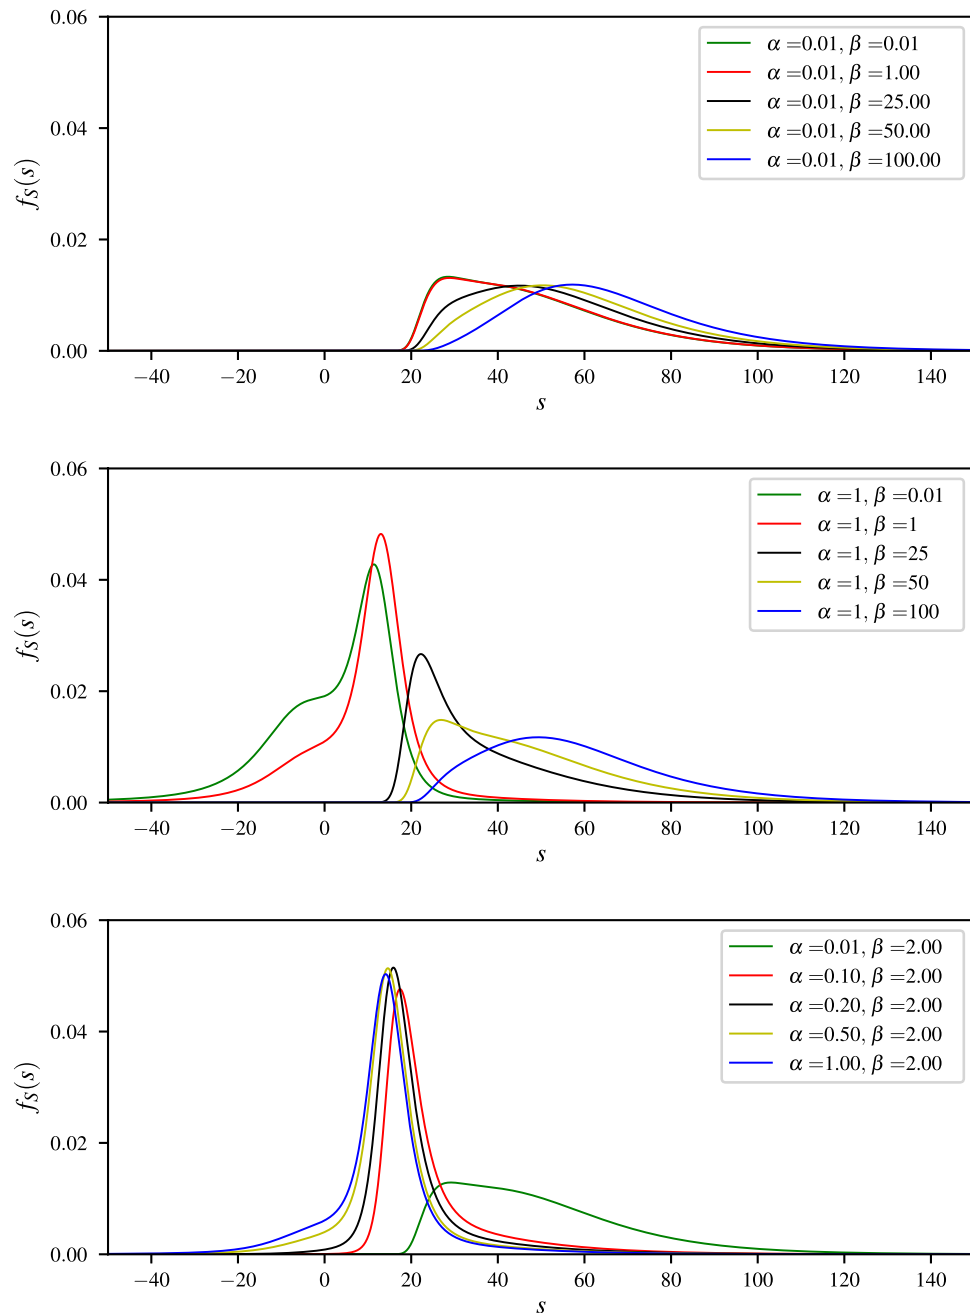 0.06
α =0.01, β =0.01
α =0.01, β =1.00
α =0.01, β =25.00
α =0.01, β =50.00
α =0.01, β =100.00
0.04
f_S(s)
0.02
0.00
−40 −20 0 20 40 60 80 100 120 140
s
0.06
α =1, β =0.01
α =1, β =1
α =1, β =25
α =1, β =50
α =1, β =100
0.04
f_S(s)
0.02
0.00
−40 −20 0 20 40 60 80 100 120 140
s
0.06
α =0.01, β =2.00
α =0.10, β =2.00
α =0.20, β =2.00
α =0.50, β =2.00
α =1.00, β =2.00
0.04
f_S(s)
0.02
0.00
−40 −20 0 20 40 60 80 100 120 140
s